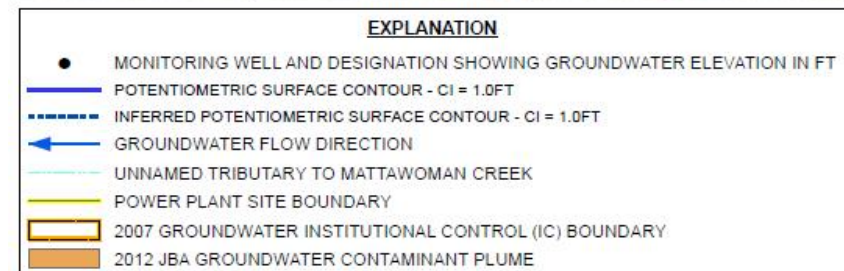 EXPLANATION
MONITORING WELL AND DESIGNATION SHOWING GROUNDWATER ELEVATION IN FT
POTENTIOMETRIC SURFACE CONTOUR - CI = 1.0FT
INFERRED POTENTIOMETRIC SURFACE CONTOUR - CI = 1.0FT
GROUNDWATER FLOW DIRECTION
UNNAMED TRIBUTARY TO MATTAWOMAN CREEK
POWER PLANT SITE BOUNDARY
2007 GROUNDWATER INSTITUTIONAL CONTROL (IC) BOUNDARY
2012 JBA GROUNDWATER CONTAMINANT PLUME